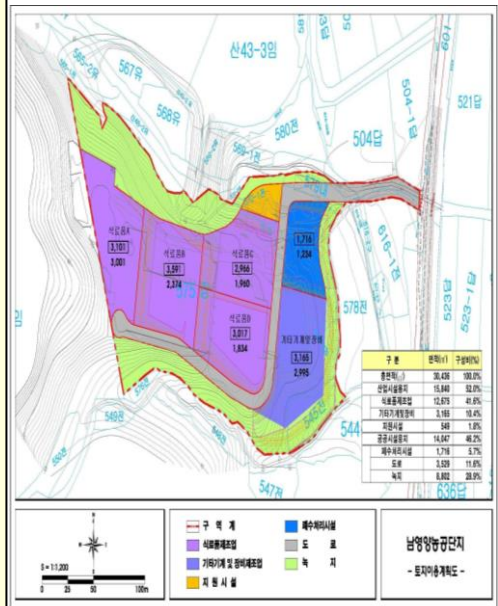 산43-3임
567유
568유
580전
504답
504-1답
521답
616-1전
578전
523답
523-1답
식료품A
3,101
3,001
식료품B
3,591
2,374
식료품C
2,966
1,960
식료품D
3,017
1,834
1,716
1,234
기타기계및장비
3,165
2,995
549전
545전
544
547전
636답
구 분 면적(㎡) 구성비(%)
총면적(㎡) 30,436 100.0%
산업시설용지 15,840 52.0%
식료품제조업 12,675 41.6%
기타기계및장비 3,165 10.4%
지원시설 549 1.8%
공공시설용지 14,047 46.2%
폐수처리시설 1,716 5.7%
도로 3,529 11.6%
녹지 8,802 28.9%
S = 1:1,200
0 25 50 100m
구 역 계
식료품제조업
기타기계 및 장비제조업
지 원 시 설
폐수처리시설
도 로
녹 지
남영양농공단지
- 토지이용계획도 -